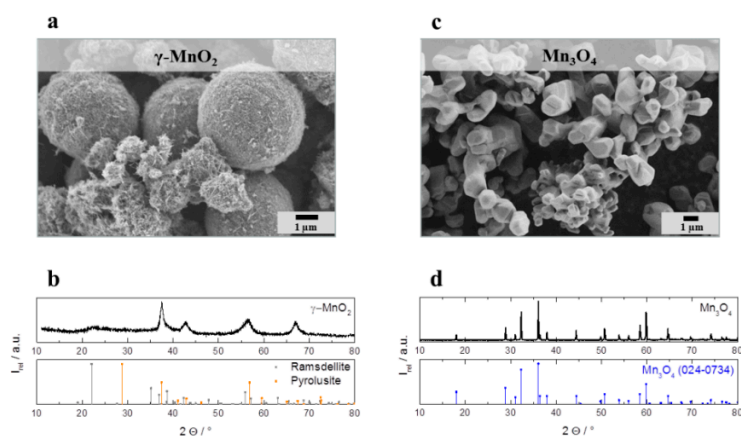 a
γ-MnO2
1 µm
c
Mn3O4
1 µm
b
γ–MnO2
10 20 30 40 50 60 70 80
Ramsdellite
Pyrolusite
10 20 30 40 50 60 70 80
I rel / a.u.
2 Θ / °
d
Mn3O4
10 20 30 40 50 60 70 80
Mn3O4 (024-0734)
10 20 30 40 50 60 70 80
I rel / a.u.
2 Θ / °